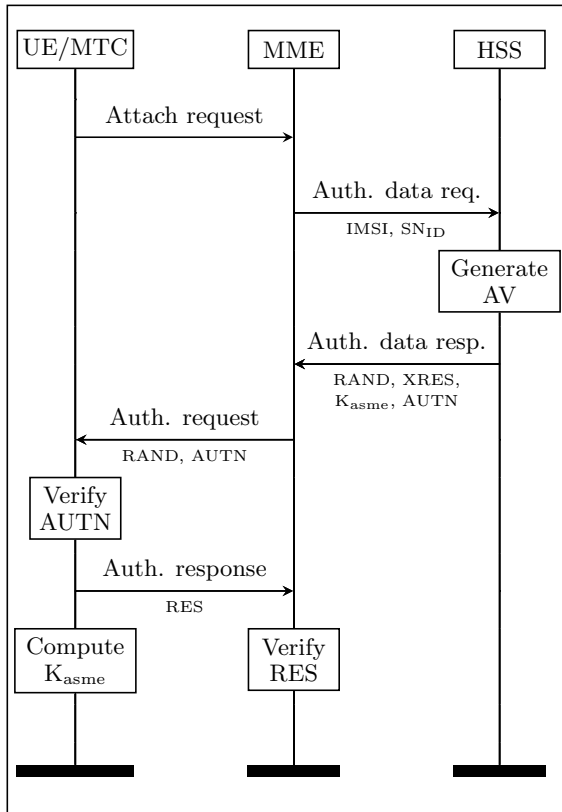 UE/MTC MME HSS
Attach request
Auth. data req.
IMSI, SN_ID
Generate
AV
Auth. data resp.
RAND, XRES,
K_asme, AUTN
Auth. request
RAND, AUTN
Verify
AUTN
Auth. response
RES
Compute
K_asme
Verify
RES